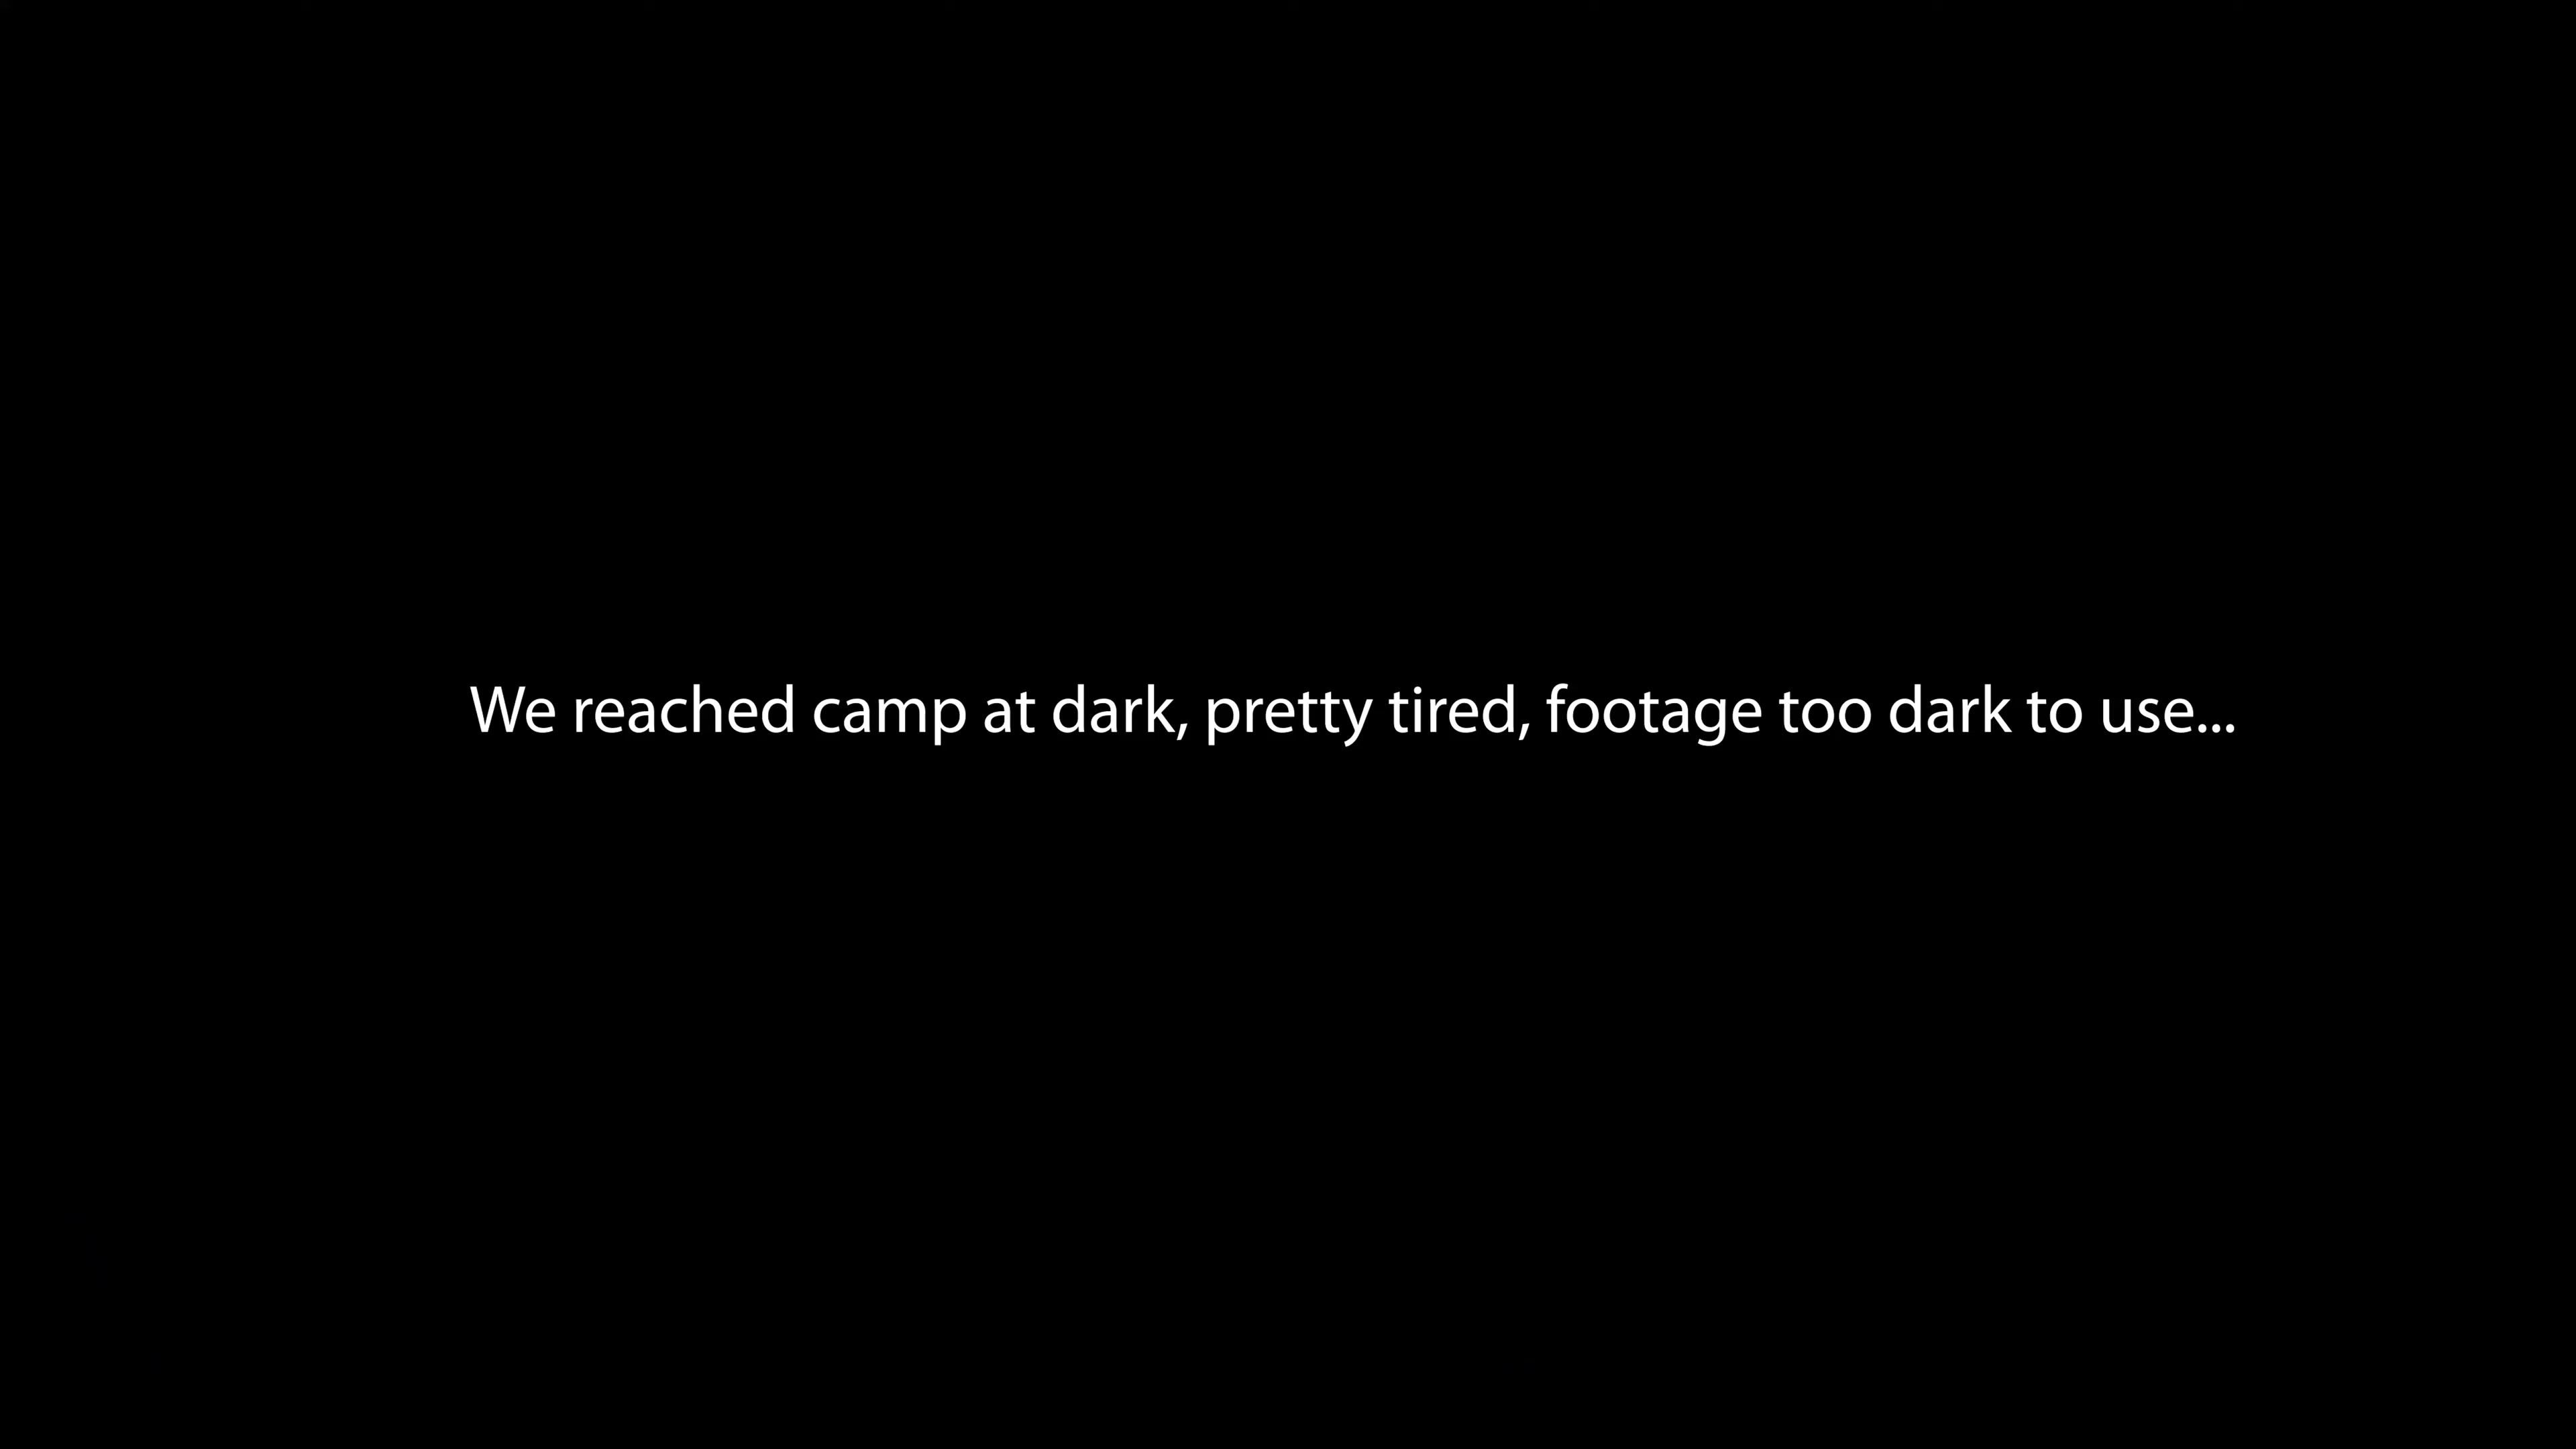 We reached camp at dark, pretty tired, footage too dark to use...